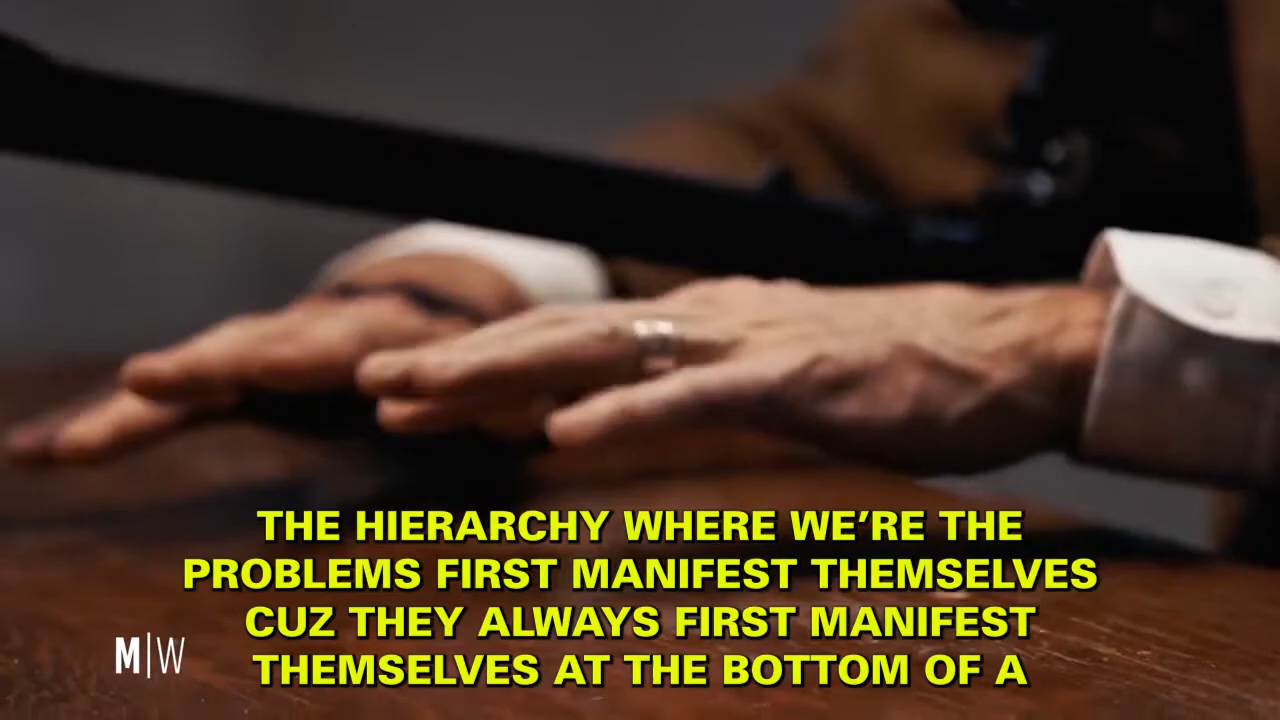 THE HIERARCHY WHERE WE'RE THE
PROBLEMS FIRST MANIFEST THEMSELVES
CUZ THEY ALWAYS FIRST MANIFEST
THEMSELVES AT THE BOTTOM OF A
M|W